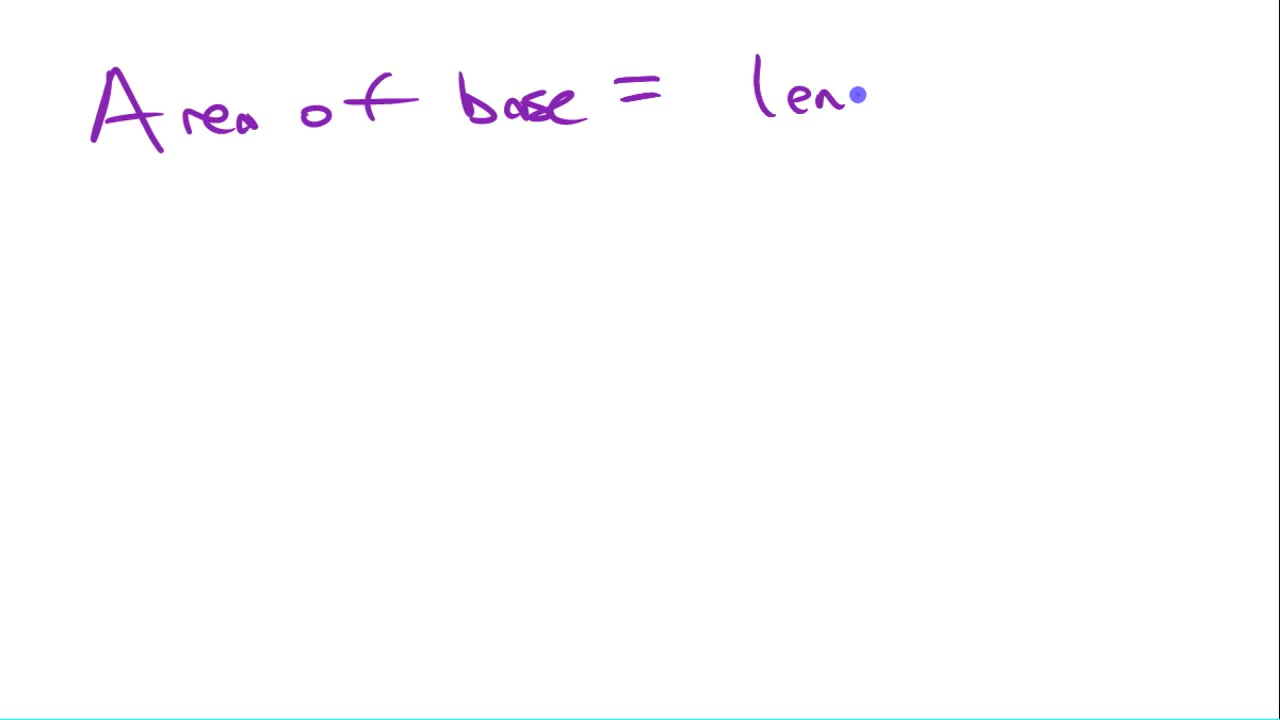 Area of base = len